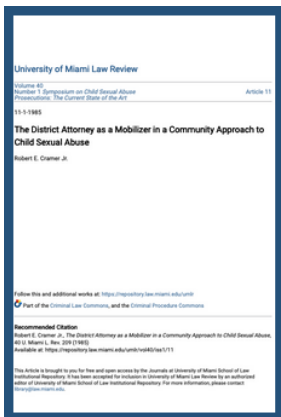 University of Miami Law Review
Volume 40
Number 1 Symposium on Child Sexual Abuse
Prosecutions: The Current State of the Art
Article 11
11-1-1985
The District Attorney as a Mobilizer in a Community Approach to
Child Sexual Abuse
Robert E. Cramer Jr.
Follow this and additional works at: https://repository.law.miami.edu/umlr
Part of the Criminal Law Commons, and the Criminal Procedure Commons
Recommended Citation
Robert E. Cramer Jr., The District Attorney as a Mobilizer in a Community Approach to Child Sexual Abuse,
40 U. Miami L. Rev. 209 (1985)
Available at: https://repository.law.miami.edu/umlr/vol40/iss1/11
This Article is brought to you for free and open access by the Journals at University of Miami School of Law
Institutional Repository. It has been accepted for inclusion in University of Miami Law Review by an authorized
editor of University of Miami School of Law Institutional Repository. For more information, please contact
library@law.miami.edu.